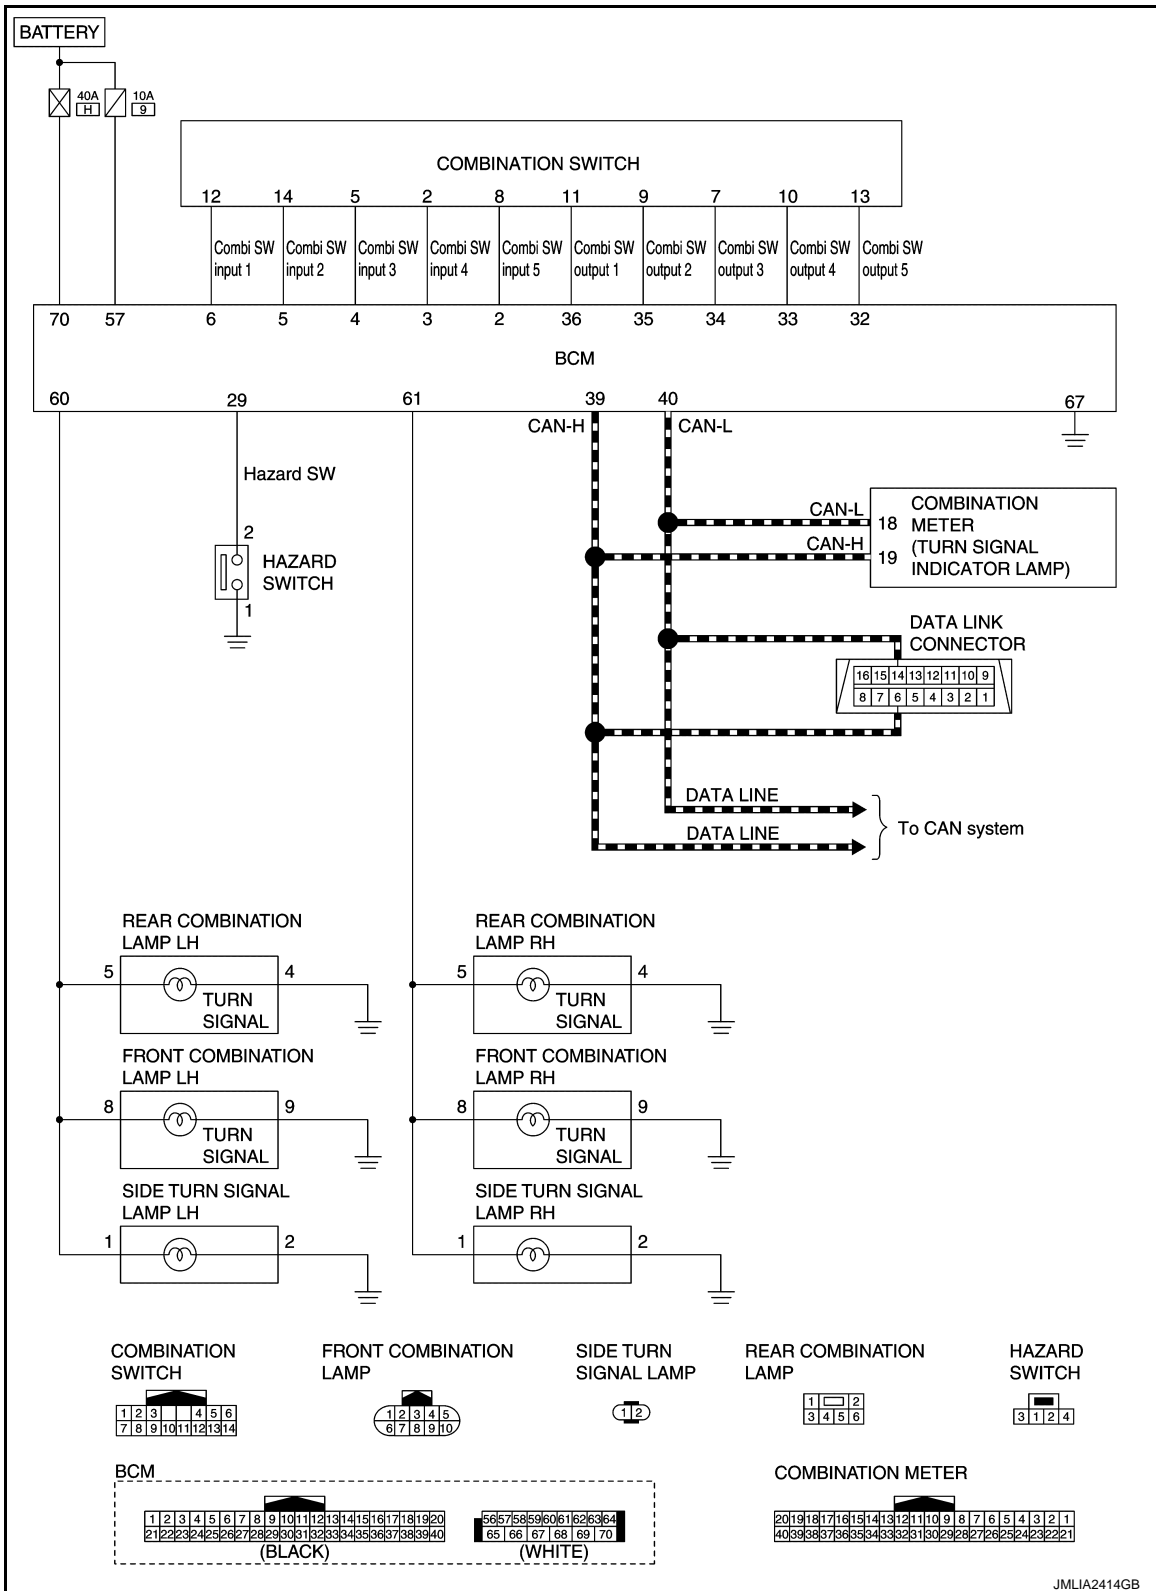 BATTERY
40A
H
10A
9
COMBINATION SWITCH
12 14 5 2 8 11 9 7 10 13
Combi SW input 1
Combi SW input 2
Combi SW input 3
Combi SW input 4
Combi SW input 5
Combi SW output 1
Combi SW output 2
Combi SW output 3
Combi SW output 4
Combi SW output 5
70 57 6 5 4 3 2 36 35 34 33 32
BCM
60 29 61 39 40 67
CAN-H CAN-L
Hazard SW
2
HAZARD
SWITCH
1
CAN-L
18
CAN-H
19
COMBINATION
METER
(TURN SIGNAL
INDICATOR LAMP)
DATA LINK
CONNECTOR
16 15 14 13 12 11 10 9
8 7 6 5 4 3 2 1
DATA LINE
DATA LINE
To CAN system
REAR COMBINATION
LAMP LH
5 4
TURN
SIGNAL
REAR COMBINATION
LAMP RH
5 4
TURN
SIGNAL
FRONT COMBINATION
LAMP LH
8 9
TURN
SIGNAL
FRONT COMBINATION
LAMP RH
8 9
TURN
SIGNAL
SIDE TURN SIGNAL
LAMP LH
1 2
SIDE TURN SIGNAL
LAMP RH
1 2
COMBINATION
SWITCH
1 2 3 4 5 6
7 8 9 10 11 12 13 14
FRONT COMBINATION
LAMP
1 2 3 4 5
6 7 8 9 10
SIDE TURN
SIGNAL LAMP
1 2
REAR COMBINATION
LAMP
1 2
3 4 5 6
HAZARD
SWITCH
3 1 2 4
BCM
1 2 3 4 5 6 7 8 9 10 11 12 13 14 15 16 17 18 19 20
21 22 23 24 25 26 27 28 29 30 31 32 33 34 35 36 37 38 39 40
(BLACK)
56 57 58 59 60 61 62 63 64
65 66 67 68 69 70
(WHITE)
COMBINATION METER
20 19 18 17 16 15 14 13 12 11 10 9 8 7 6 5 4 3 2 1
40 39 38 37 36 35 34 33 32 31 30 29 28 27 26 25 24 23 22 21
JMLIA2414GB